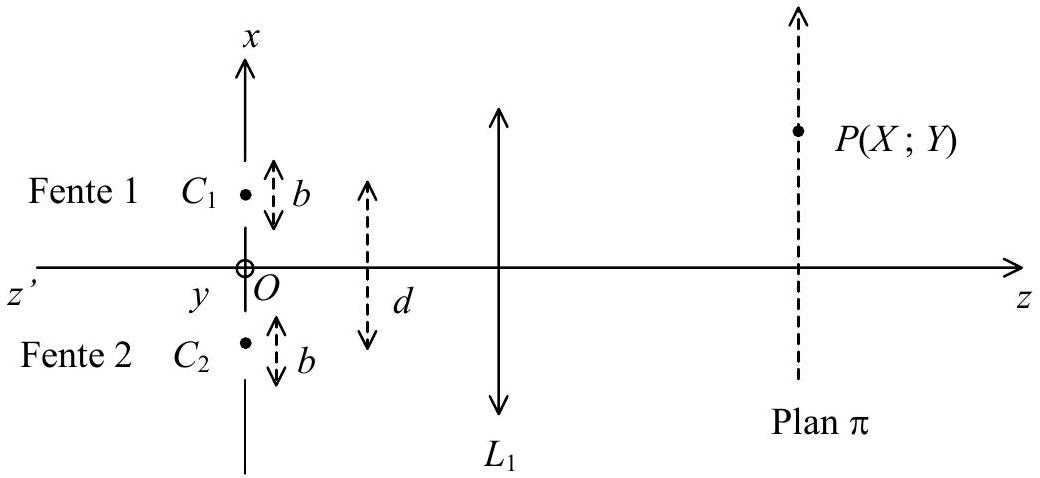 x
P(X ; Y)
Fente 1 C₁ b
z’ y O d z
Fente 2 C₂ b
Plan π
L₁